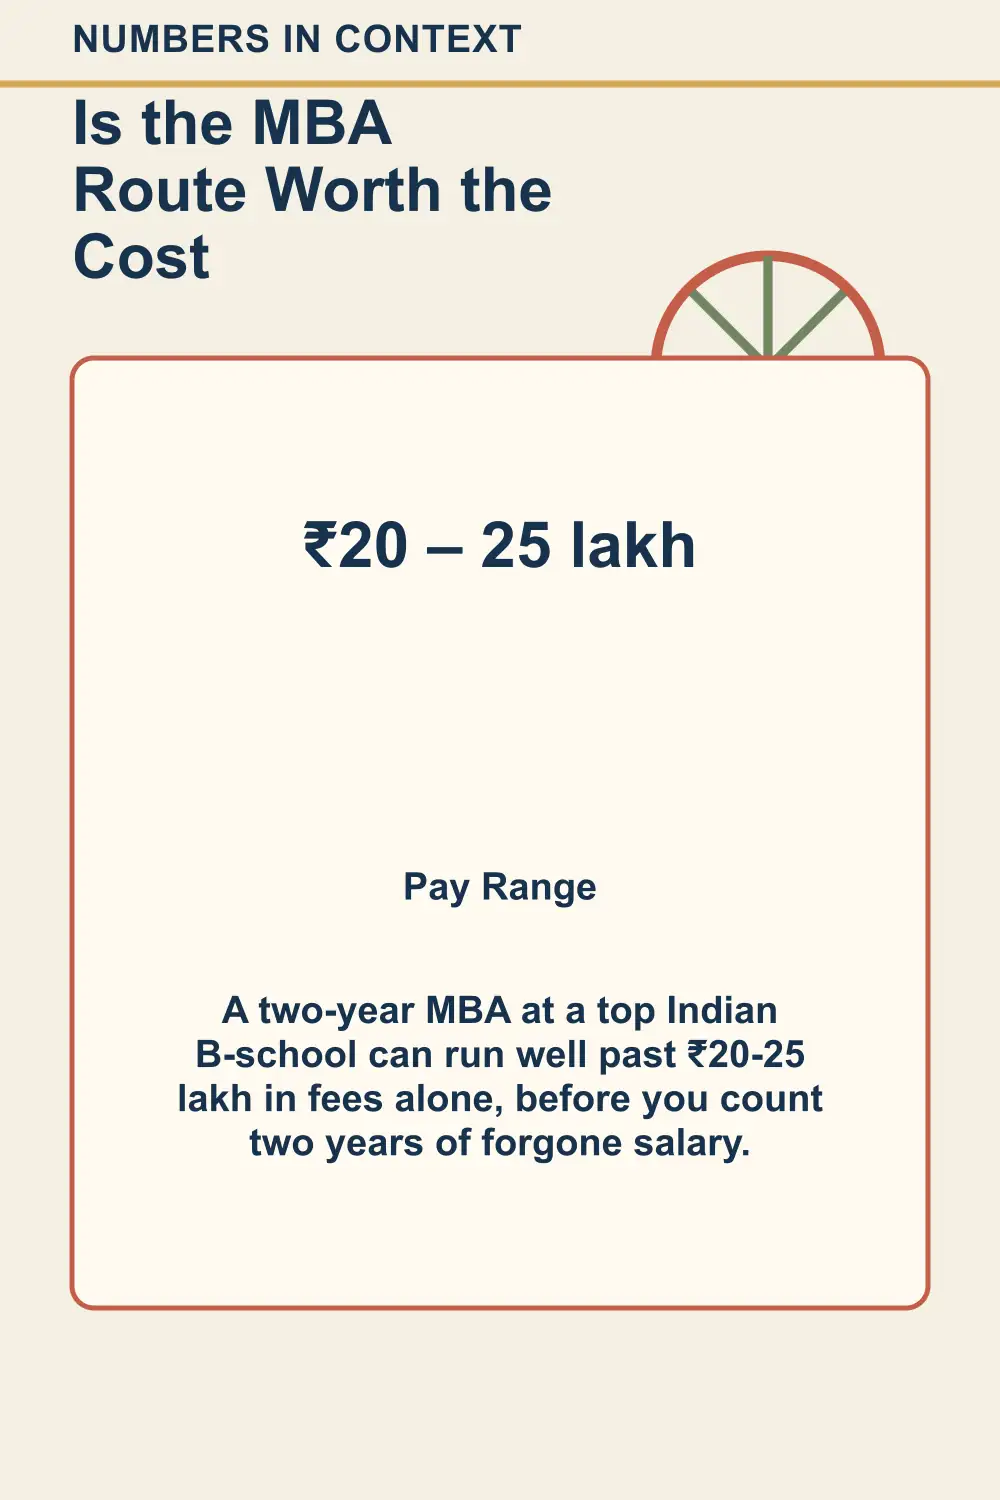 NUMBERS IN CONTEXT
Is the MBA
Route Worth the
Cost
₹20 – 25 lakh
Pay Range
A two-year MBA at a top Indian
B-school can run well past ₹20-25
lakh in fees alone, before you count
two years of forgone salary.